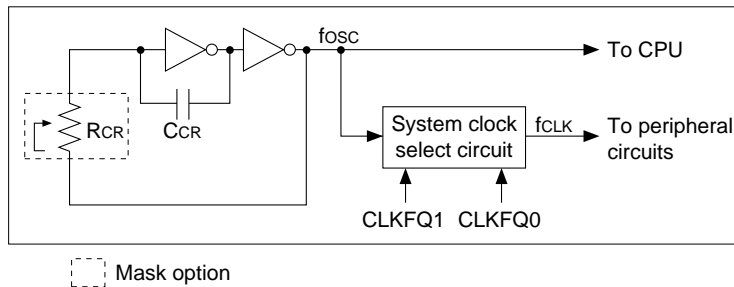 fOSC
To CPU
RCR
CCR
System clock
select circuit
fCLK
To peripheral
circuits
CLKFQ1
CLKFQ0
Mask option